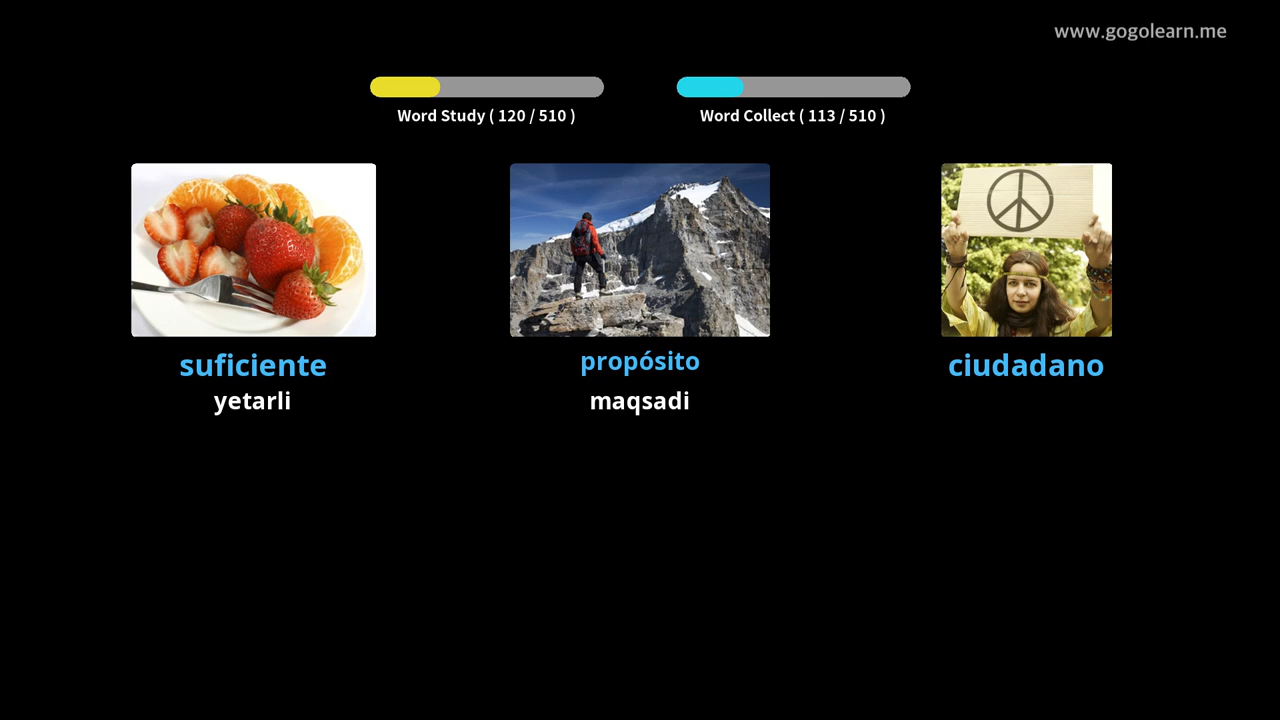 www.gogolearn.me
Word Study ( 120 / 510 )
Word Collect ( 113 / 510 )
suficiente
yetarli
propósito
maqsadi
ciudadano